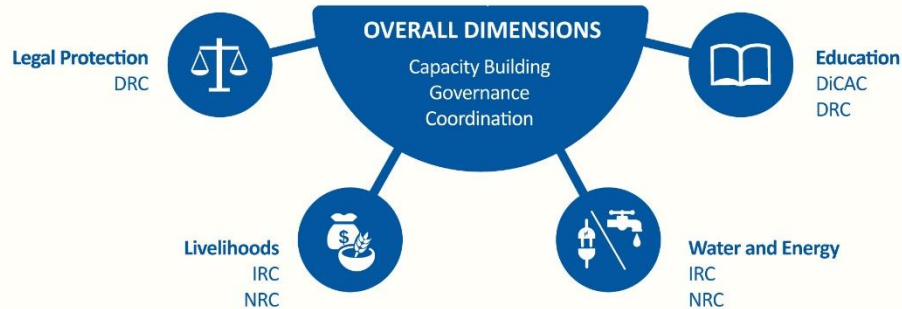 OVERALL DIMENSIONS
Capacity Building
Governance
Coordination
Legal Protection
DRC
Education
DiCAC
DRC
Livelihoods
IRC
NRC
$
Water and Energy
IRC
NRC